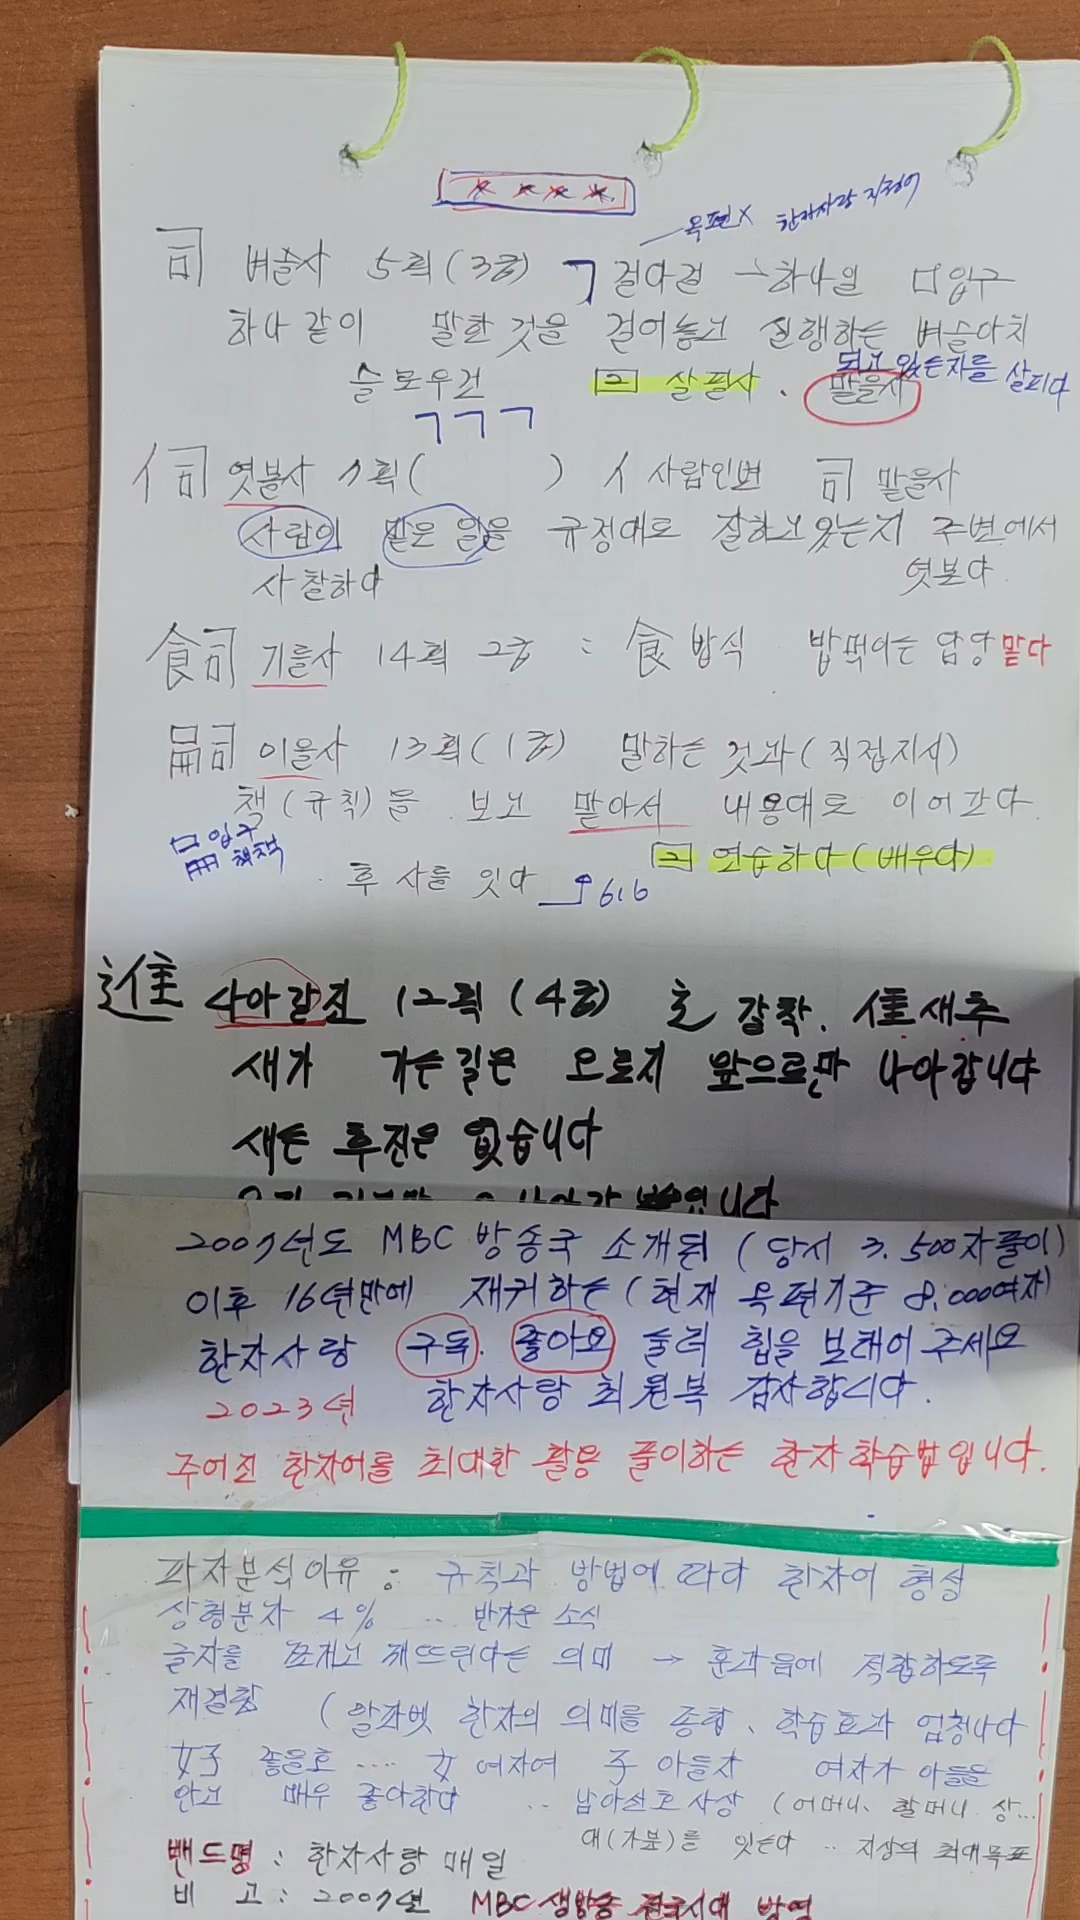 옥편X 한자사랑 지정어
司 벼슬사 5획(3급) ㄱ 걸아걸 一하나일 口입구
하나 같이 말한 것을 걸어놓고 실행하는 벼슬아치
슬로우건 2 살필사. 맡을사
되고 있는자를 살피다
ㄱㄱㄱ
伺 엿볼사 7획( ) 亻사람인변 司 맡을사
사람이 맡은 일을 규정대로 잘하고 있는지 주변에서
사찰하다 엿본다
飼 기를사 14획 2급 : 食 밥식 밥먹이는 담당 맡다
嗣 이을사 13획(1급) 말하는 것과(직접지시)
책(규칙)을 보고 맡아서 내용대로 이어간다
口 입구
冊 책책
2 연습하다(배우다)
후사를 잇다 616
進 나아갈진 12획 (4급) 辶 갈착. 隹새추
새가 가는길은 오로지 앞으로만 나아갑니다
새는 후진은 없습니다
2007년도 MBC 방송국 소개된 (당시 3.500자풀이)
이후 16년만에 재귀하는(현재 옥편기준 8.000여자)
한자사랑 구독. 좋아요 눌러 힘을 보태어 주세요
2023년 한자사랑 최원복 감사합니다.
주어진 한자어를 최대한 활용 풀이하는 한자학습법입니다.
파자분석이유 : 규칙과 방법에 따라 한자어 형상
상형문자 4% .. 반가운 소식
글자를 쪼개고 깨뜨린다는 의미 → 훈과음에 적합하도록
재결합 (알파벳 한자의 의미를 종합、학습효과 엄청나다
女子 좋을호 .... 女 여자여 子 아들자 여자가 아들을
안고 매우 좋아한다 .. 남아선호사상 (어머니、할머니 상...
대(가문)를 잇는다 .. 지상의 최대목표
밴드명 : 한자사랑 매일
비 고 : 2007년 MBC 생방송 전국시대 방영